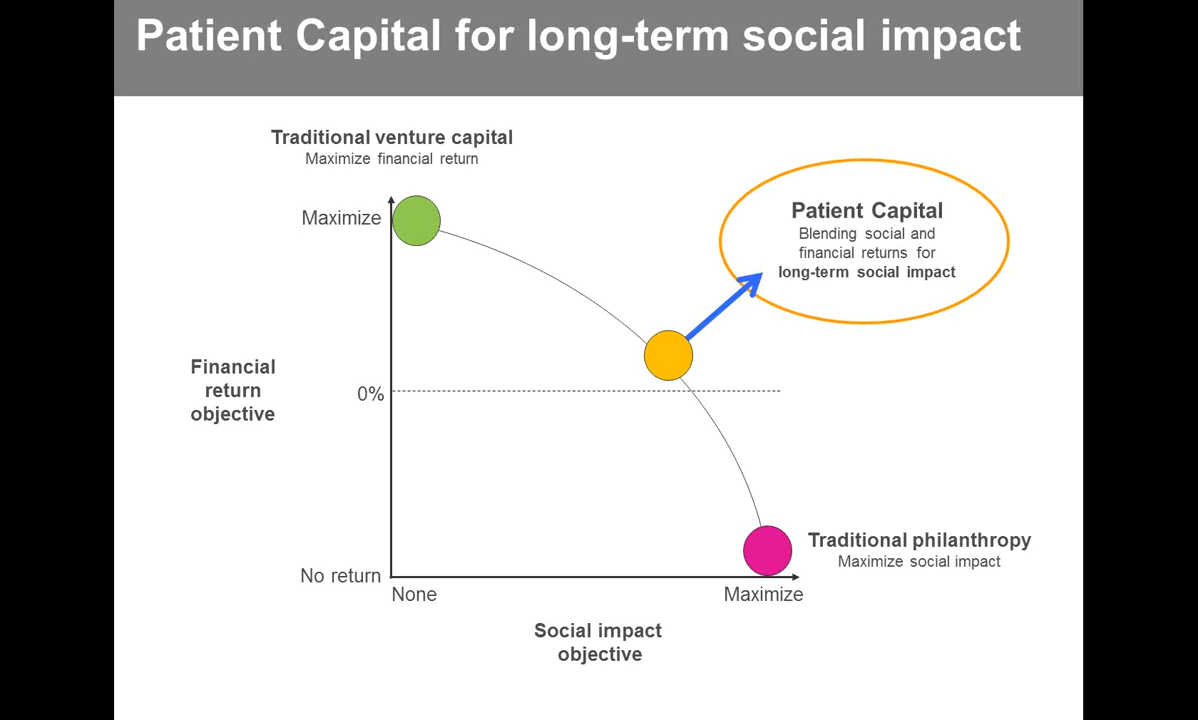 Patient Capital for long-term social impact
Traditional venture capital
Maximize financial return
Maximize
Patient Capital
Blending social and
financial returns for
long-term social impact
Financial
return
objective
0%
Traditional philanthropy
Maximize social impact
No return
None
Maximize
Social impact
objective